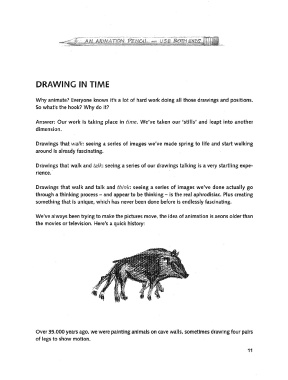 AN ANIMATION PENCIL — USE BOTH ENDS
DRAWING IN TIME
Why animate? Everyone knows it's a lot of hard work doing all those drawings and positions.
So what's the hook? Why do it?
Answer: Our work is taking place in time. We've taken our 'stills' and leapt into another
dimension.
Drawings that walk: seeing a series of images we've made spring to life and start walking
around is already fascinating.
Drawings that walk and talk: seeing a series of our drawings talking is a very startling expe-
rience.
Drawings that walk and talk and think: seeing a series of images we've done actually go
through a thinking process – and appear to be thinking – is the real aphrodisiac. Plus creating
something that is unique, which has never been done before is endlessly fascinating.
We've always been trying to make the pictures move, the idea of animation is aeons older than
the movies or television. Here's a quick history:
Over 35,000 years ago, we were painting animals on cave walls, sometimes drawing four pairs
of legs to show motion.
11